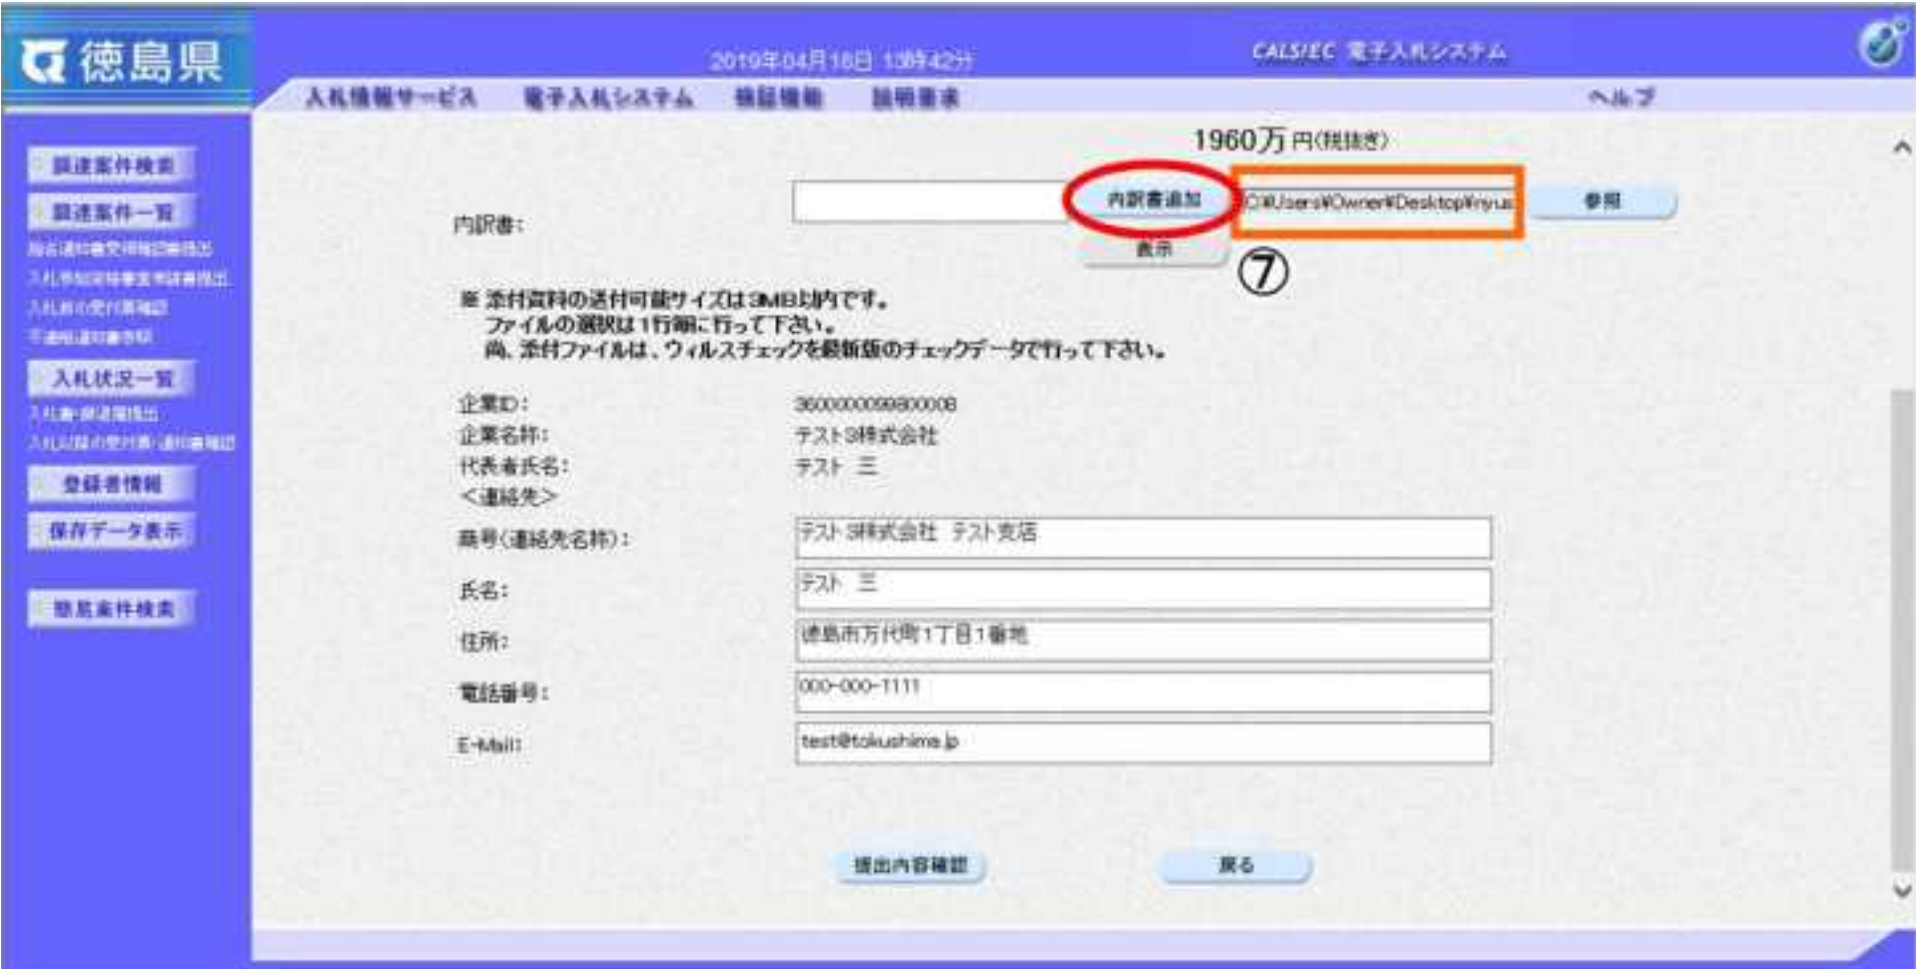 徳島県
2019年04月18日 13時42分
CALS/EC 電子入札システム
入札情報サービス 電子入札システム 検証機能 説明要求 ヘルプ
調達案件検索
調達案件一覧
入札状況一覧
登録者情報
保存データ表示
簡易案件検索
1960万 円(税抜き)
内訳書:
内訳書追加
C:¥Users¥Owner¥Desktop¥nyus
参照
表示
⑦
※ 添付資料の送付可能サイズは3MB以内です。
ファイルの選択は1行毎に行って下さい。
尚、添付ファイルは、ウィルスチェックを最新版のチェックデータで行って下さい。
企業ID:
企業名称: テスト3株式会社
代表者氏名: テスト 三
<連絡先>
商号(連絡先名称): テスト3株式会社 テスト支店
氏名: テスト 三
住所: 徳島市万代町1丁目1番地
電話番号: 000-000-1111
E-Mail: test@tokushima.jp
提出内容確認 戻る